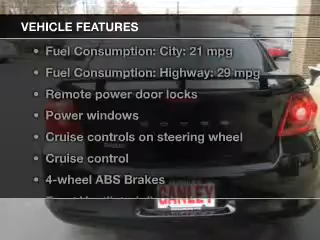 VEHICLE FEATURES
• Fuel Consumption: City: 21 mpg
• Fuel Consumption: Highway: 29 mpg
• Remote power door locks
• Power windows
• Cruise controls on steering wheel
• Cruise control
• 4-wheel ABS Brakes
DODGE
GANLEY